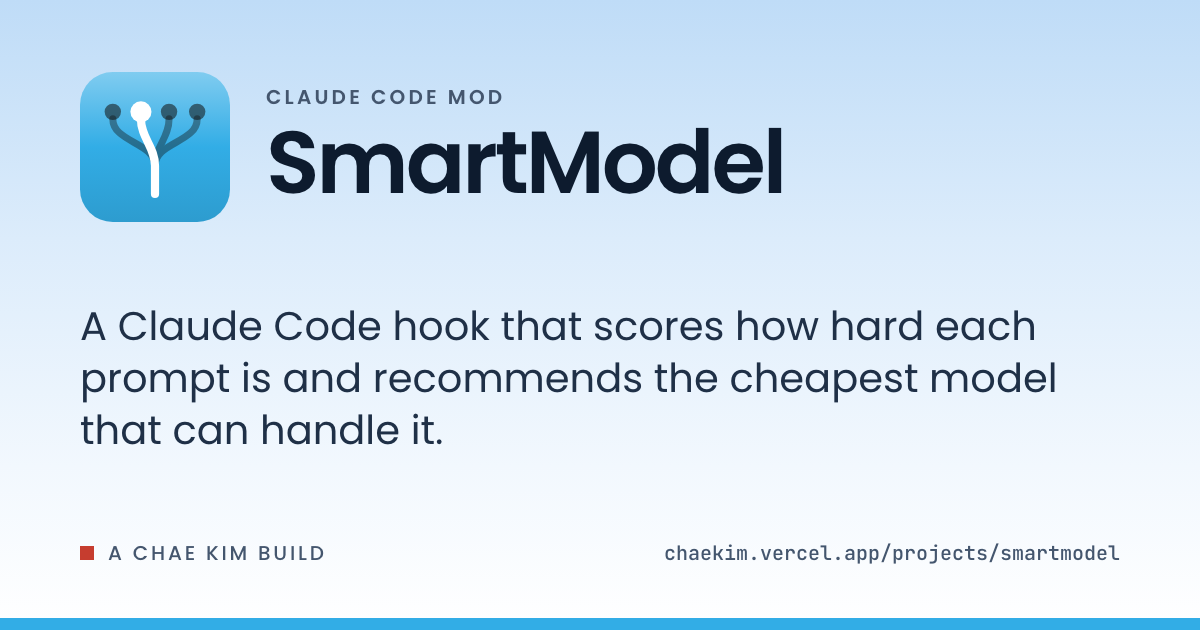 CLAUDE CODE MOD
SmartModel
A Claude Code hook that scores how hard each
prompt is and recommends the cheapest model
that can handle it.
A CHAE KIM BUILD
chaekim.vercel.app/projects/smartmodel